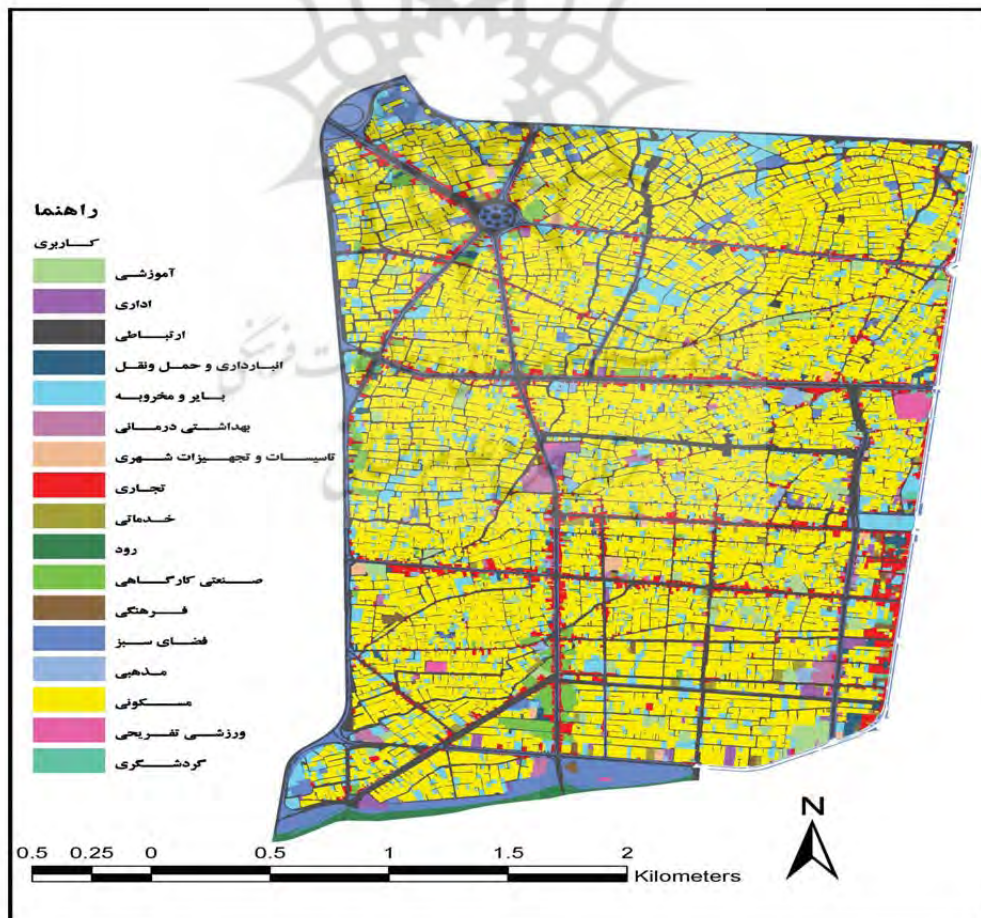 راهنما
کاربری
آموزشی
اداری
ارتباطی
انبارداری و حمل ونقل
بایر و مخروبه
بهداشتی درمانی
تاسیسات و تجهیزات شهری
تجاری
خدماتی
رود
صنعتی کارگاهی
فرهنگی
فضای سبز
مذهبی
مسکونی
ورزشی تفریحی
گردشگری
N
0.5 0.25 0 0.5 1 1.5 2
Kilometers